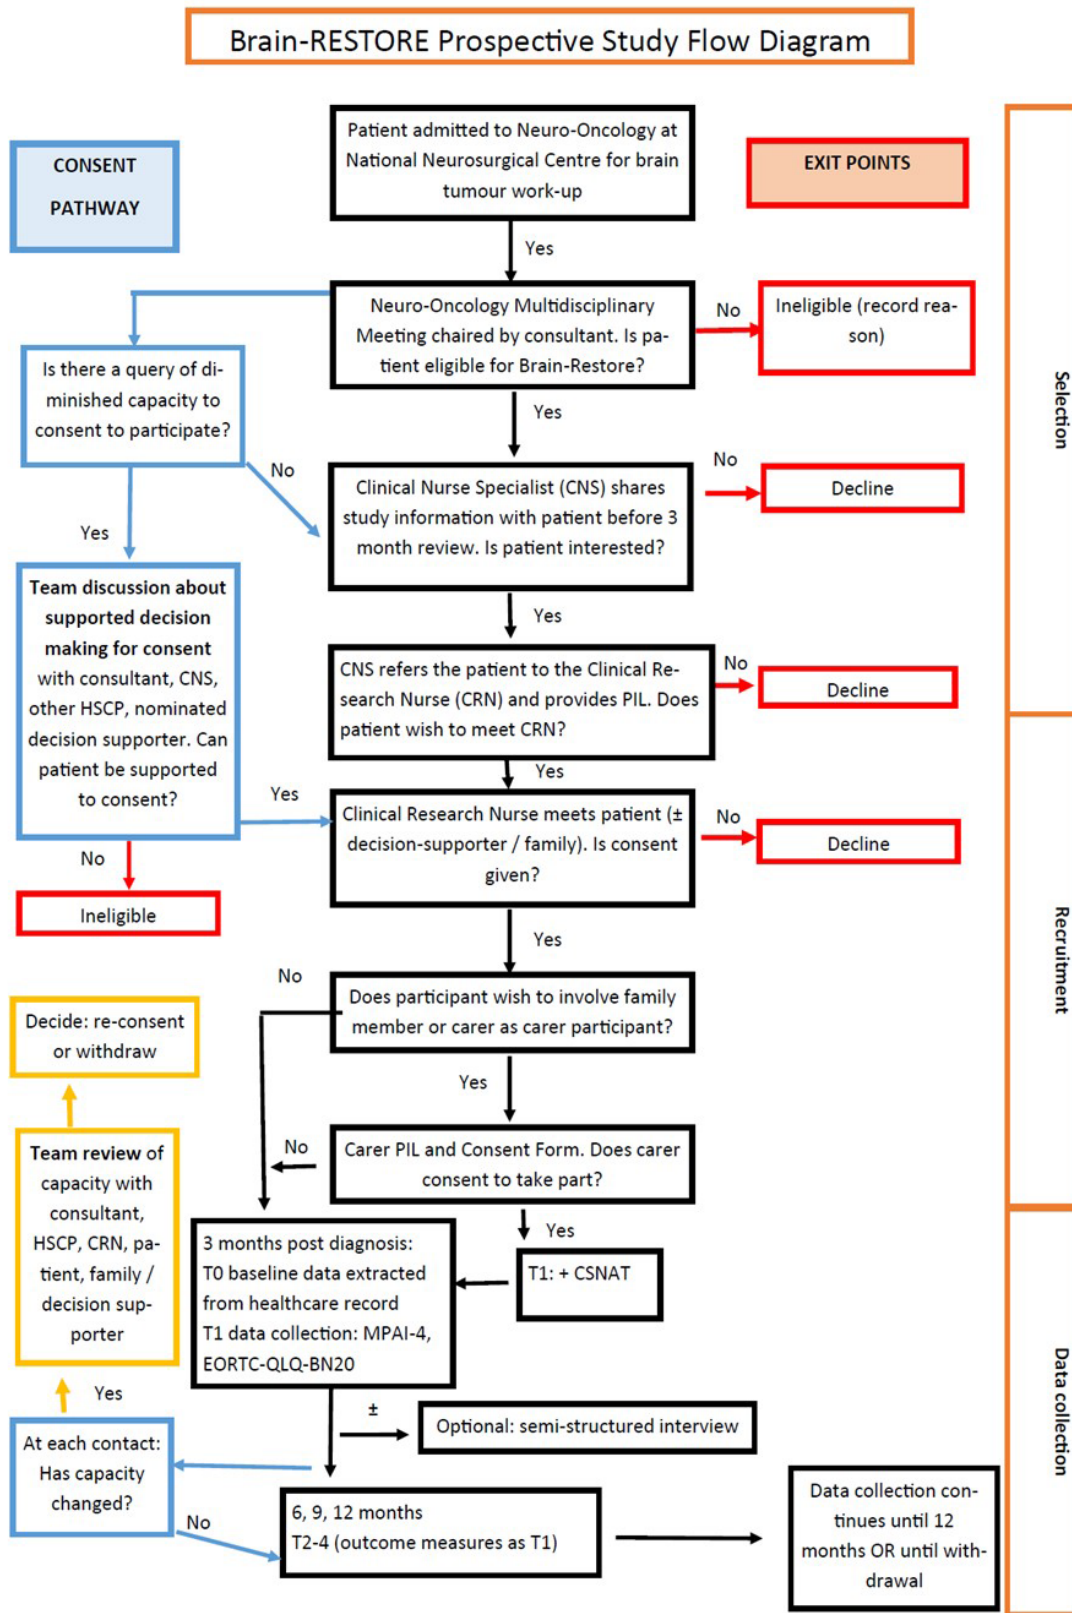 Brain-RESTORE Prospective Study Flow Diagram
CONSENT
PATHWAY
Patient admitted to Neuro-Oncology at
National Neurosurgical Centre for brain
tumour work-up
EXIT POINTS
Yes
Neuro-Oncology Multidisciplinary
Meeting chaired by consultant. Is pa-
tient eligible for Brain-Restore?
No
Ineligible (record rea-
son)
Is there a query of di-
minished capacity to
consent to participate?
Yes
No
Clinical Nurse Specialist (CNS) shares
study information with patient before 3
month review. Is patient interested?
No
Decline
Yes
Yes
Team discussion about
supported decision
making for consent
with consultant, CNS,
other HSCP, nominated
decision supporter. Can
patient be supported
to consent?
CNS refers the patient to the Clinical Re-
search Nurse (CRN) and provides PIL. Does
patient wish to meet CRN?
No
Decline
Yes
Yes
Clinical Research Nurse meets patient (±
decision-supporter / family). Is consent
given?
No
Decline
No
Ineligible
Yes
No
Does participant wish to involve family
member or carer as carer participant?
Decide: re-consent
or withdraw
Yes
Team review of
capacity with
consultant,
HSCP, CRN, pa-
tient, family /
decision sup-
porter
No
Carer PIL and Consent Form. Does carer
consent to take part?
Yes
3 months post diagnosis:
T0 baseline data extracted
from healthcare record
T1 data collection: MPAI-4,
EORTC-QLQ-BN20
T1: + CSNAT
Yes
±
Optional: semi-structured interview
At each contact:
Has capacity
changed?
No
6, 9, 12 months
T2-4 (outcome measures as T1)
Data collection con-
tinues until 12
months OR until with-
drawal
Selection
Recruitment
Data collection